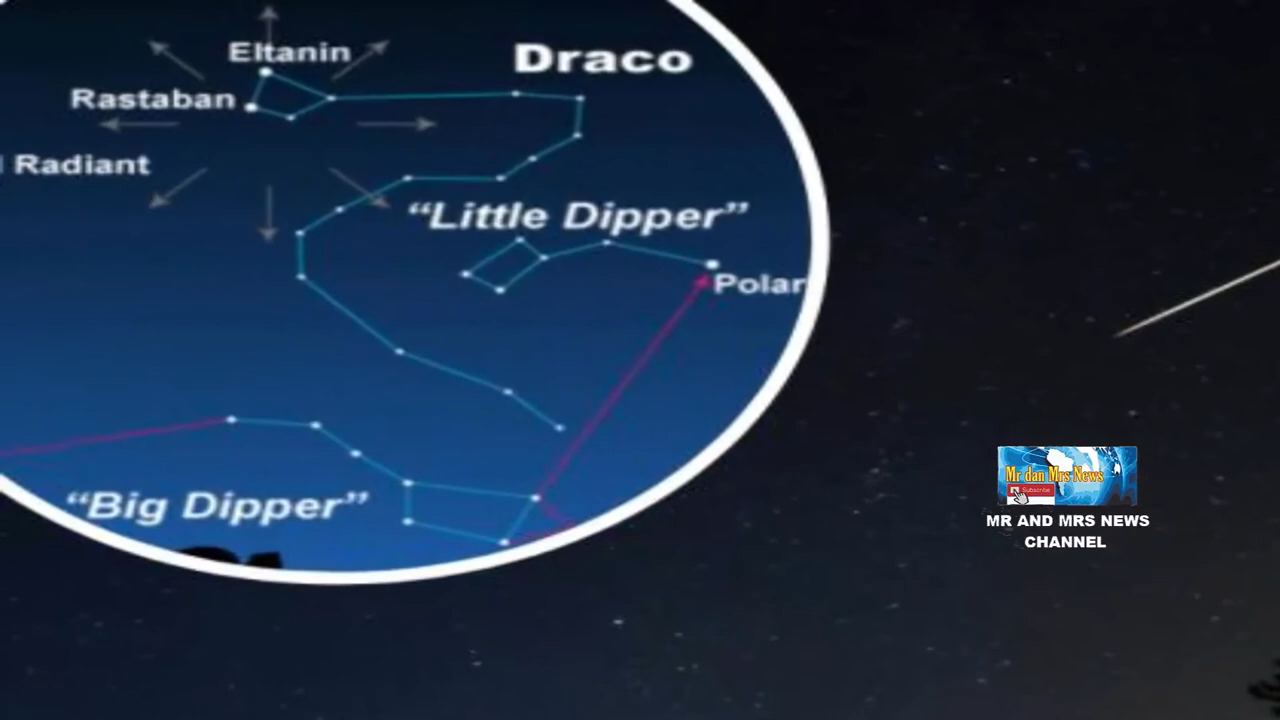 Eltanin
Draco
Rastaban
Radiant
“Little Dipper”
Polar
“Big Dipper”
Mr dan Mrs News
Subscribe
MR AND MRS NEWS
CHANNEL